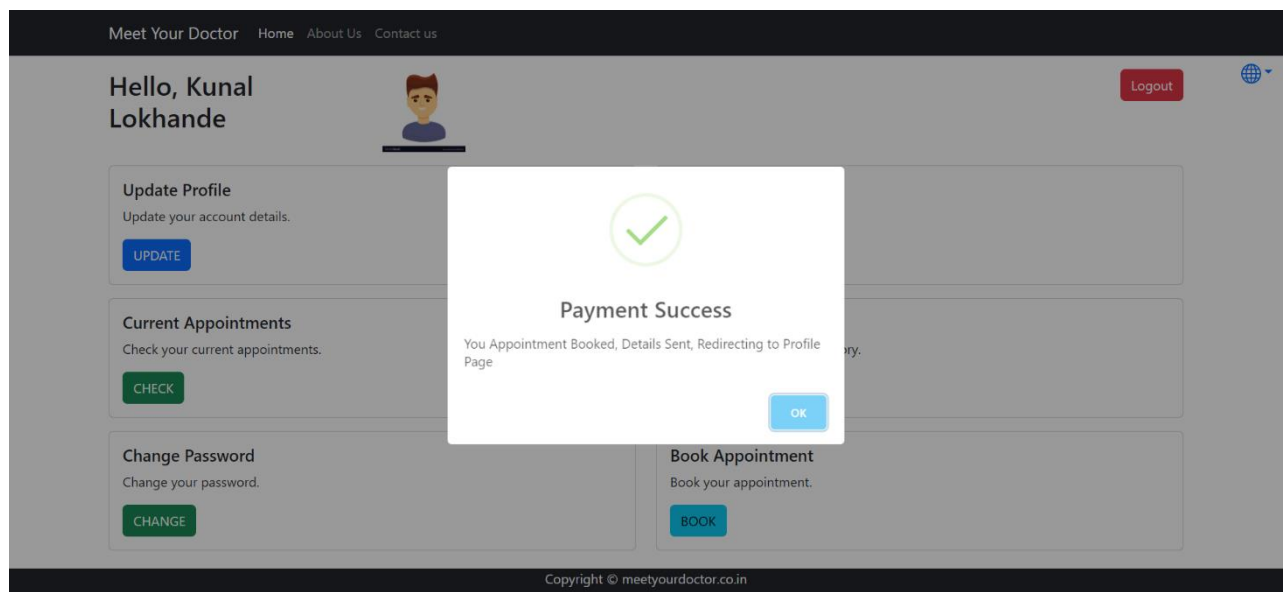 Meet Your Doctor Home About Us Contact us
Hello, Kunal
Lokhande
Logout
Update Profile
Update your account details.
UPDATE
Payment Success
You Appointment Booked, Details Sent, Redirecting to Profile
Page
OK
Current Appointments
Check your current appointments.
CHECK
Change Password
Change your password.
CHANGE
Book Appointment
Book your appointment.
BOOK
Copyright © meetyourdoctor.co.in